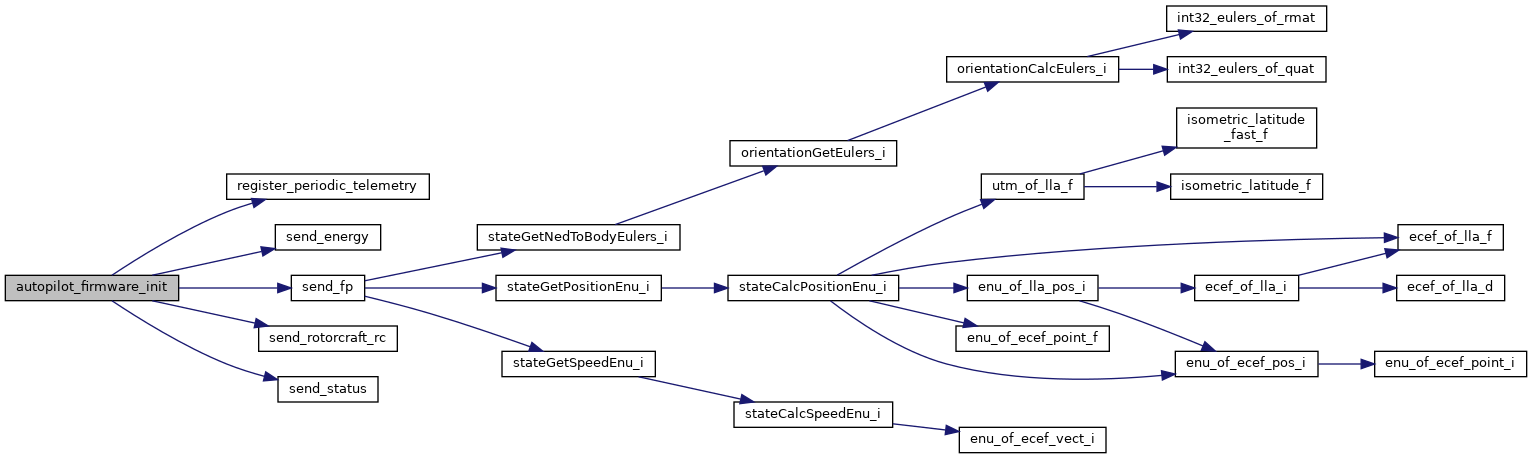 int32_eulers_of_rmat
orientationCalcEulers_i
int32_eulers_of_quat
isometric_latitude
_fast_f
orientationGetEulers_i
register_periodic_telemetry
utm_of_lla_f
isometric_latitude_f
send_energy
stateGetNedToBodyEulers_i
ecef_of_lla_f
autopilot_firmware_init
send_fp
stateGetPositionEnu_i
stateCalcPositionEnu_i
enu_of_lla_pos_i
ecef_of_lla_i
ecef_of_lla_d
send_rotorcraft_rc
enu_of_ecef_point_f
stateGetSpeedEnu_i
enu_of_ecef_pos_i
enu_of_ecef_point_i
send_status
stateCalcSpeedEnu_i
enu_of_ecef_vect_i